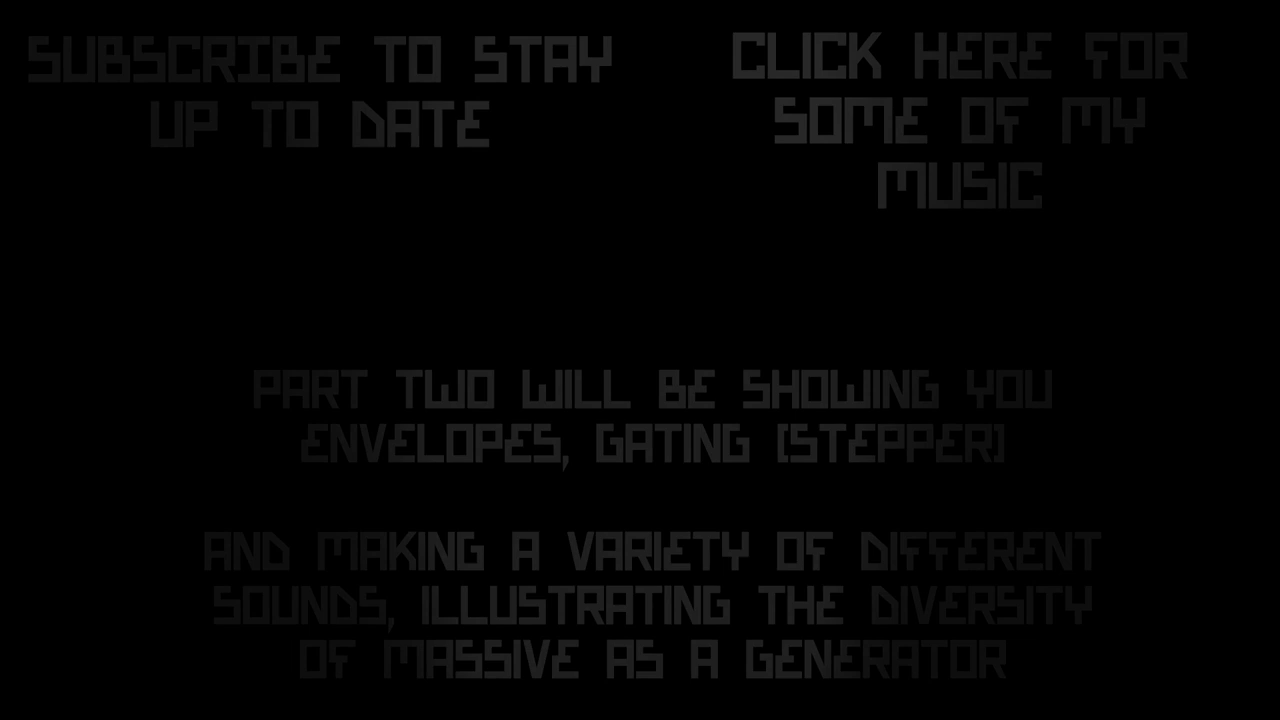 SUBSCRIBE TO STAY
UP TO DATE
CLICK HERE FOR
SOME OF MY
MUSIC
PART TWO WILL BE SHOWING YOU
ENVELOPES, GATING [STEPPER]
AND MAKING A VARIETY OF DIFFERENT
SOUNDS, ILLUSTRATING THE DIVERSITY
OF MASSIVE AS A GENERATOR